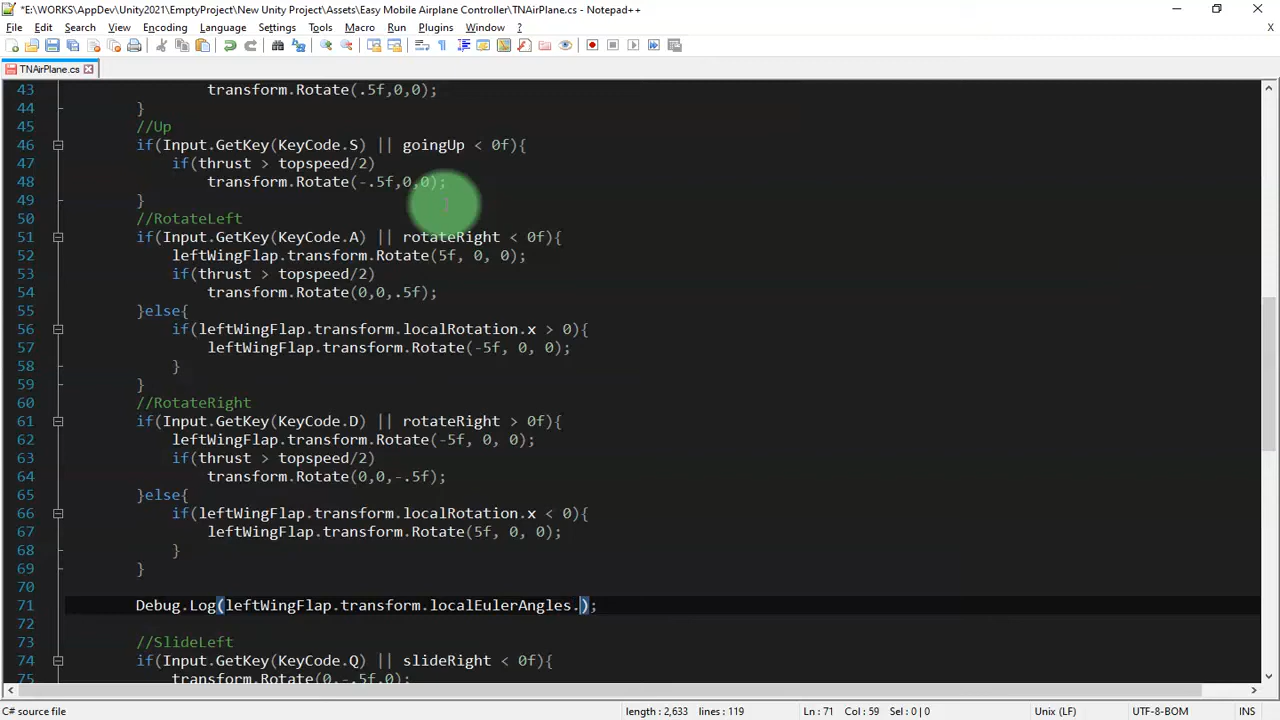 *E:\WORKS\AppDev\Unity2021\EmptyProject\New Unity Project\Assets\Easy Mobile Airplane Controller\TNAirPlane.cs - Notepad++
File Edit Search View Encoding Language Settings Tools Macro Run Plugins Window ? X
TNAirPlane.cs
43 transform.Rotate(.5f,0,0);
44 }
45 //Up
46 if(Input.GetKey(KeyCode.S) || goingUp < 0f){
47 if(thrust > topspeed/2)
48 transform.Rotate(-.5f,0,0);
49 }
50 //RotateLeft
51 if(Input.GetKey(KeyCode.A) || rotateRight < 0f){
52 leftWingFlap.transform.Rotate(5f, 0, 0);
53 if(thrust > topspeed/2)
54 transform.Rotate(0,0,.5f);
55 }else{
56 if(leftWingFlap.transform.localRotation.x > 0){
57 leftWingFlap.transform.Rotate(-5f, 0, 0);
58 }
59 }
60 //RotateRight
61 if(Input.GetKey(KeyCode.D) || rotateRight > 0f){
62 leftWingFlap.transform.Rotate(-5f, 0, 0);
63 if(thrust > topspeed/2)
64 transform.Rotate(0,0,-.5f);
65 }else{
66 if(leftWingFlap.transform.localRotation.x < 0){
67 leftWingFlap.transform.Rotate(5f, 0, 0);
68 }
69 }
70
71 Debug.Log(leftWingFlap.transform.localEulerAngles.);
72
73 //SlideLeft
74 if(Input.GetKey(KeyCode.Q) || slideRight < 0f){
75 transform.Rotate(0,-.5f,0);
C# source file length : 2,633 lines : 119 Ln : 71 Col : 59 Sel : 0 | 0 Unix (LF) UTF-8-BOM INS